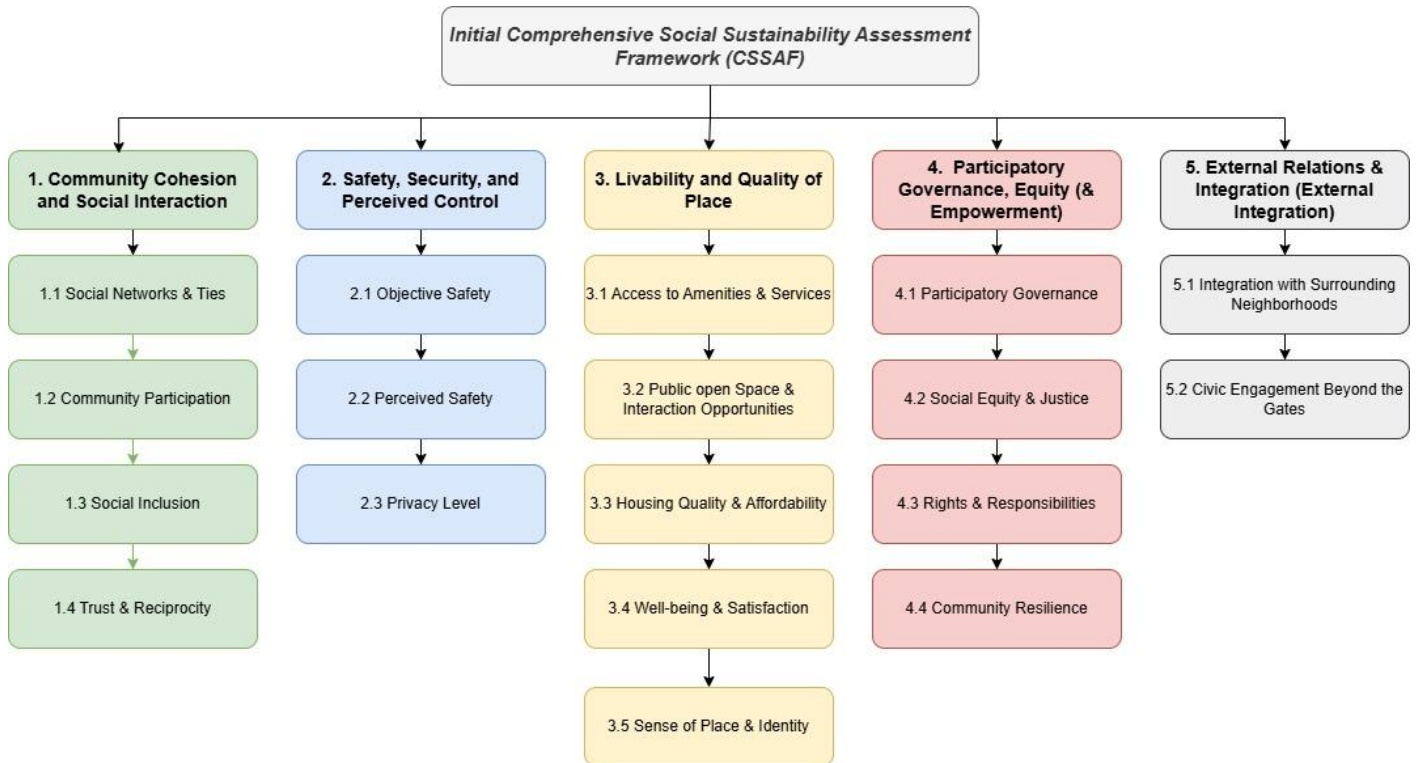 Initial Comprehensive Social Sustainability Assessment
Framework (CSSAF)
1. Community Cohesion
and Social Interaction
1.1 Social Networks & Ties
1.2 Community Participation
1.3 Social Inclusion
1.4 Trust & Reciprocity
2. Safety, Security, and
Perceived Control
2.1 Objective Safety
2.2 Perceived Safety
2.3 Privacy Level
3. Livability and Quality of
Place
3.1 Access to Amenities & Services
3.2 Public open Space &
Interaction Opportunities
3.3 Housing Quality & Affordability
3.4 Well-being & Satisfaction
3.5 Sense of Place & Identity
4. Participatory
Governance, Equity (&
Empowerment)
4.1 Participatory Governance
4.2 Social Equity & Justice
4.3 Rights & Responsibilities
4.4 Community Resilience
5. External Relations &
Integration (External
Integration)
5.1 Integration with Surrounding
Neighborhoods
5.2 Civic Engagement Beyond the
Gates